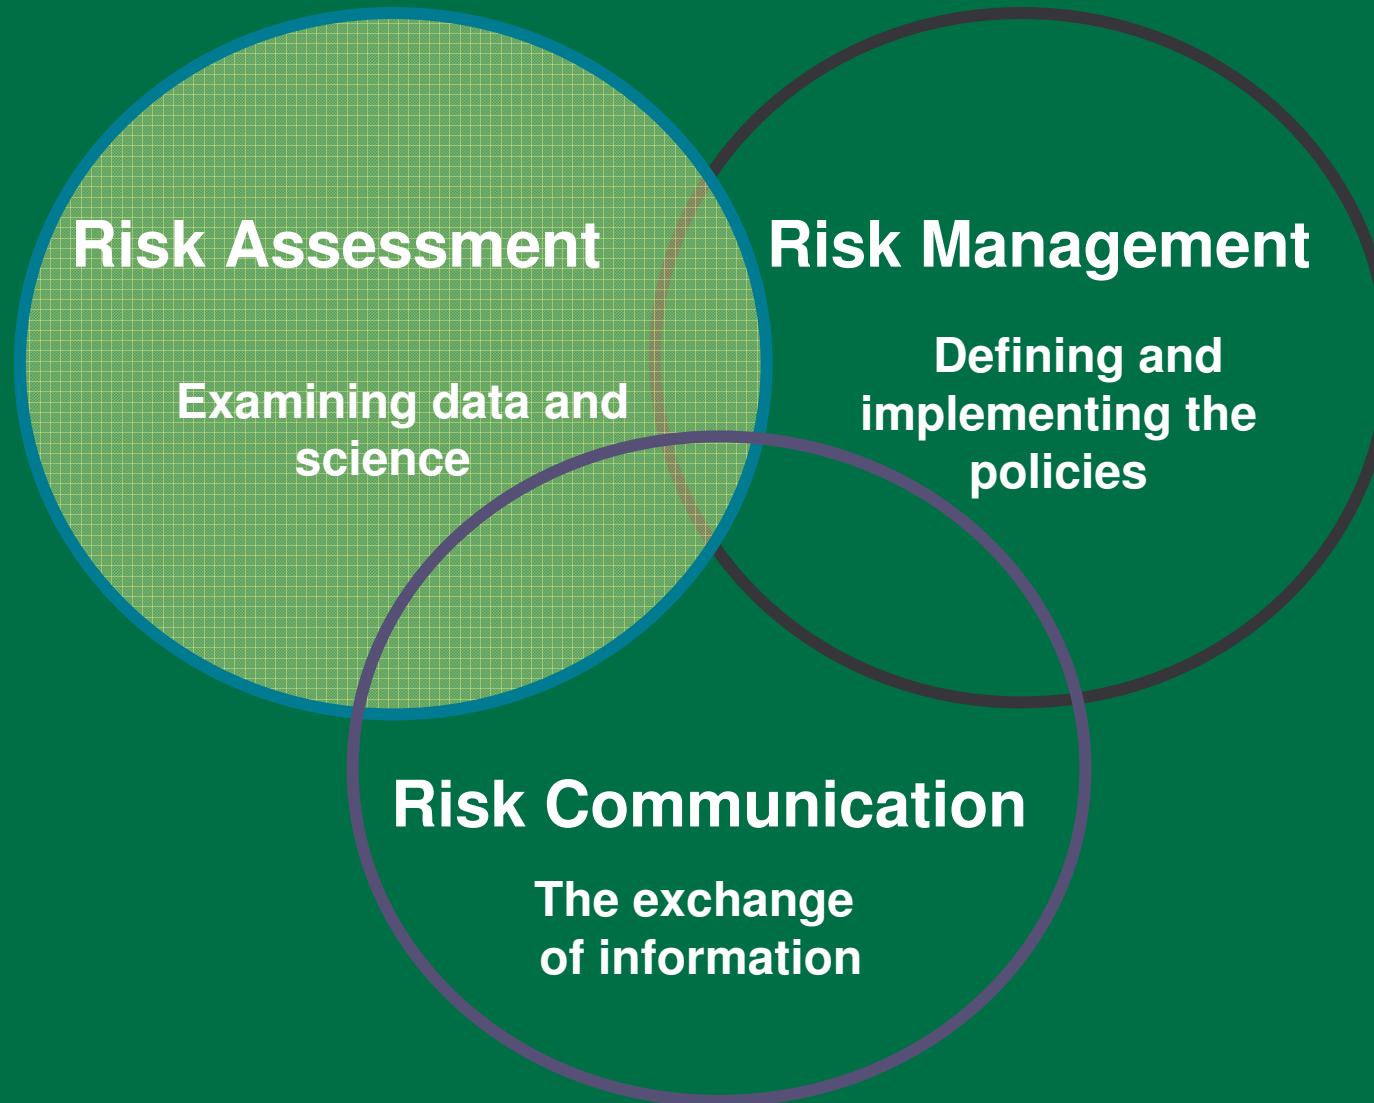 Risk Assessment
Examining data and
science
Risk Management
Defining and
implementing the
policies
Risk Communication
The exchange
of information